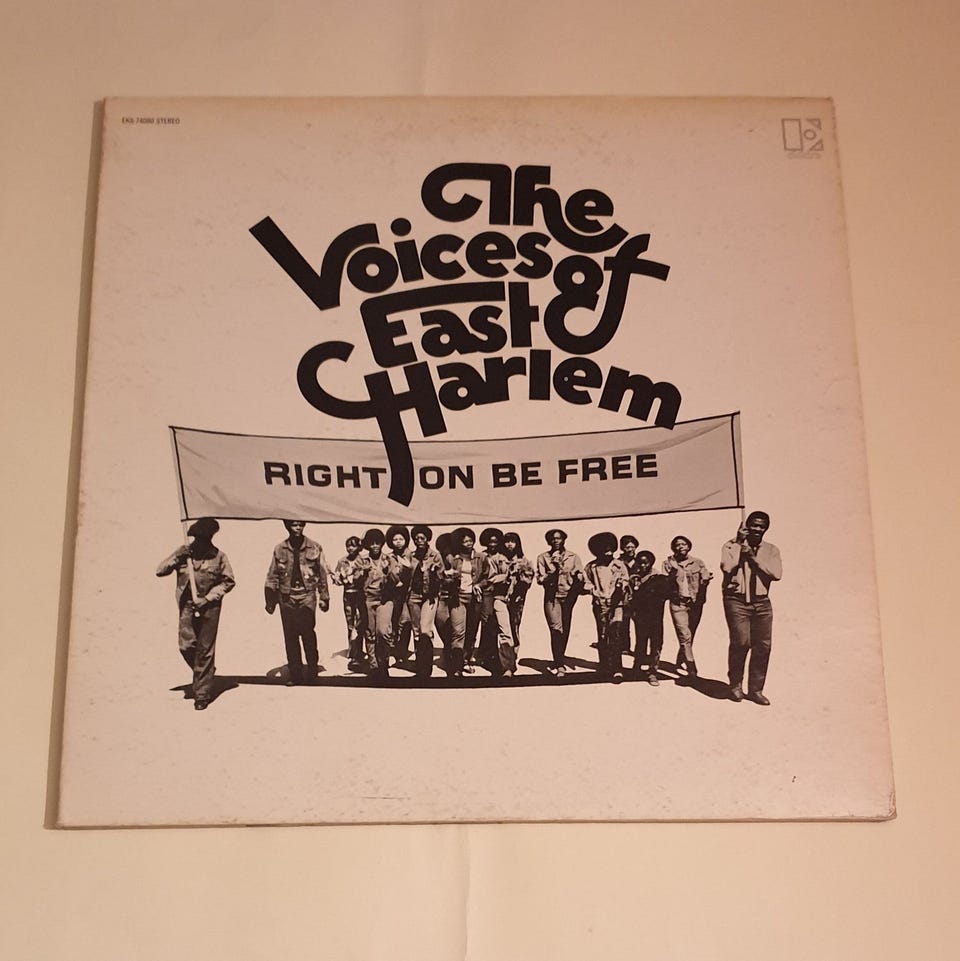 EKS-74080 STEREO
The
Voices of
East
Harlem
RIGHT ON BE FREE